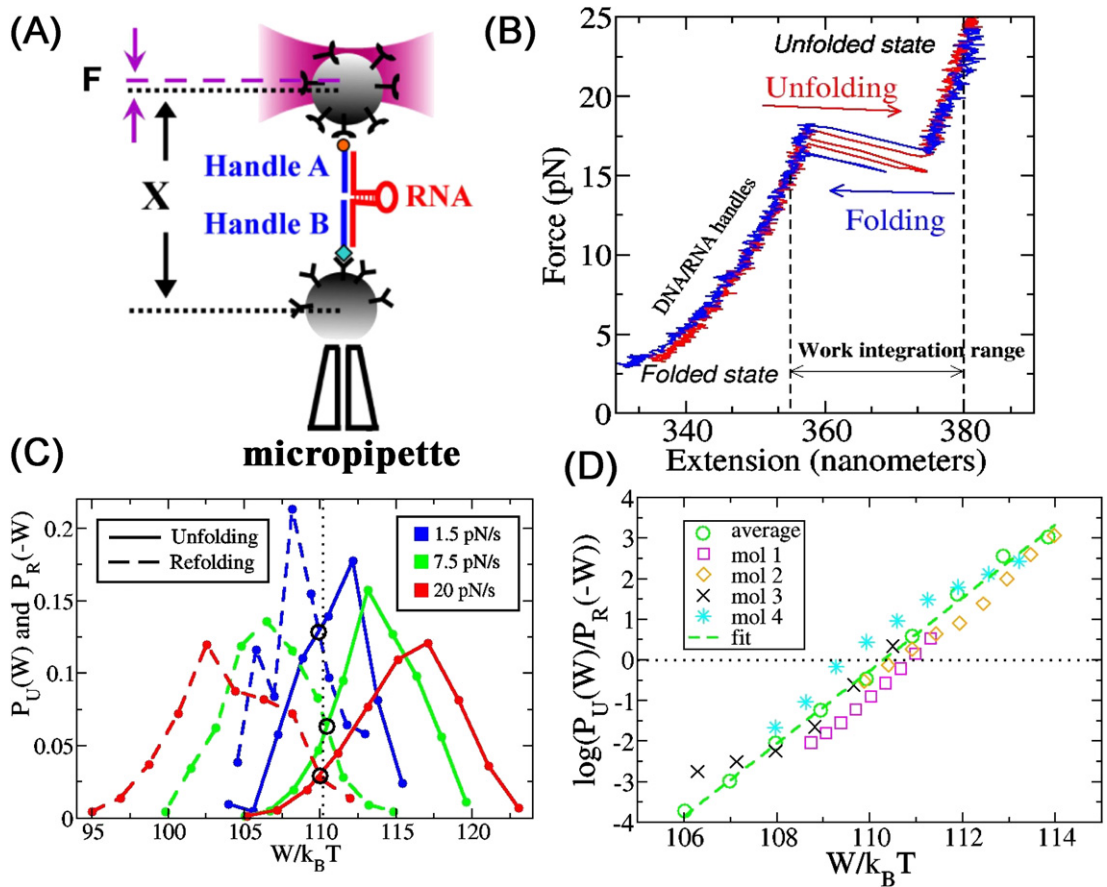 (A)
F
X
Handle A
Handle B
RNA
micropipette
(B)
Force (pN)
25
20
15
10
5
0
Unfolded state
Unfolding
Folding
DNA/RNA handles
Work integration range
Folded state
340 360 380
Extension (nanometers)
(C)
P_U(W) and P_R(-W)
0.2
0.15
0.1
0.05
0
Unfolding
Refolding
1.5 pN/s
7.5 pN/s
20 pN/s
95 100 105 110 115 120
W/k_BT
(D)
log(P_U(W)/P_R(-W))
4
3
2
1
0
-1
-2
-3
-4
average
mol 1
mol 2
mol 3
mol 4
fit
106 108 110 112 114
W/k_BT